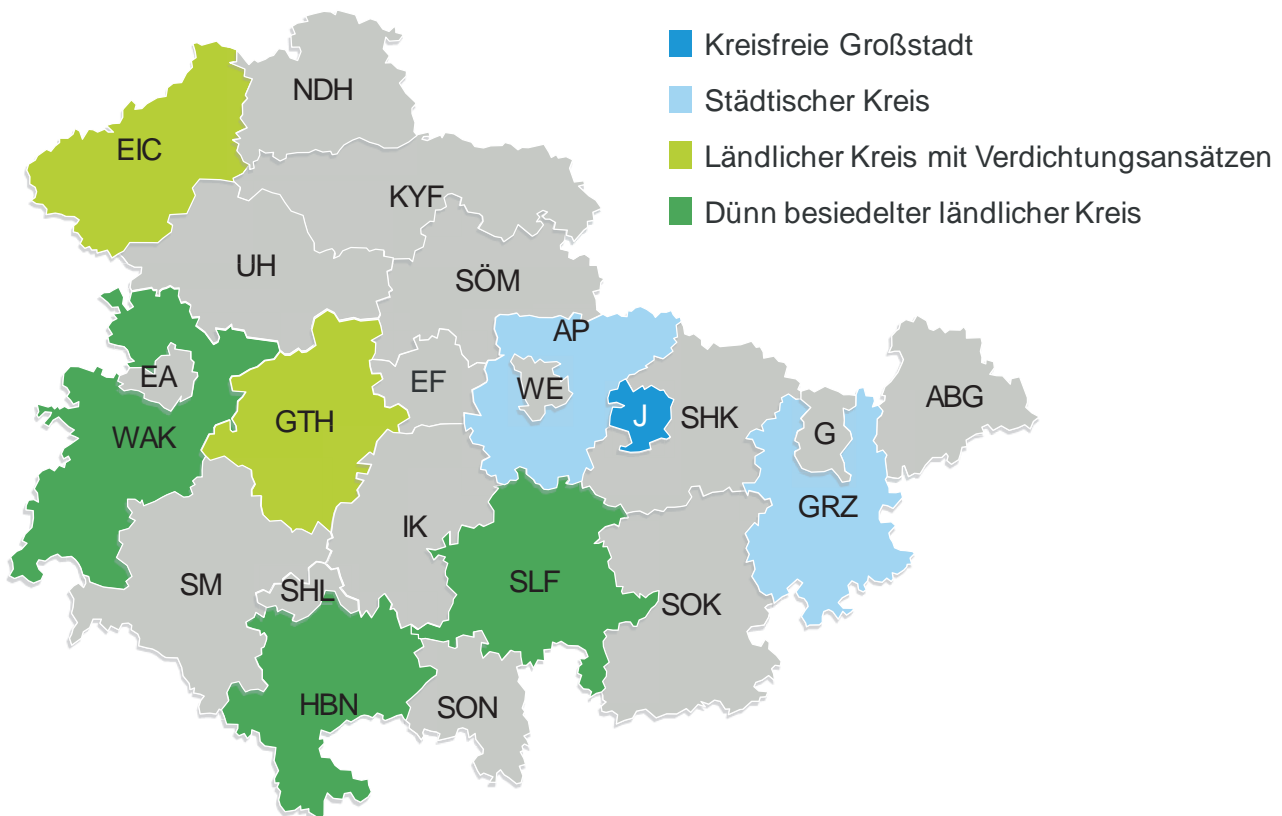 Kreisfreie Großstadt
Städtischer Kreis
Ländlicher Kreis mit Verdichtungsansätzen
Dünn besiedelter ländlicher Kreis
NDH
EIC
KYF
UH
SÖM
AP
EA
EF
WE
ABG
WAK
GTH
J
SHK
G
GRZ
IK
SM
SHL
SLF
SOK
HBN
SON